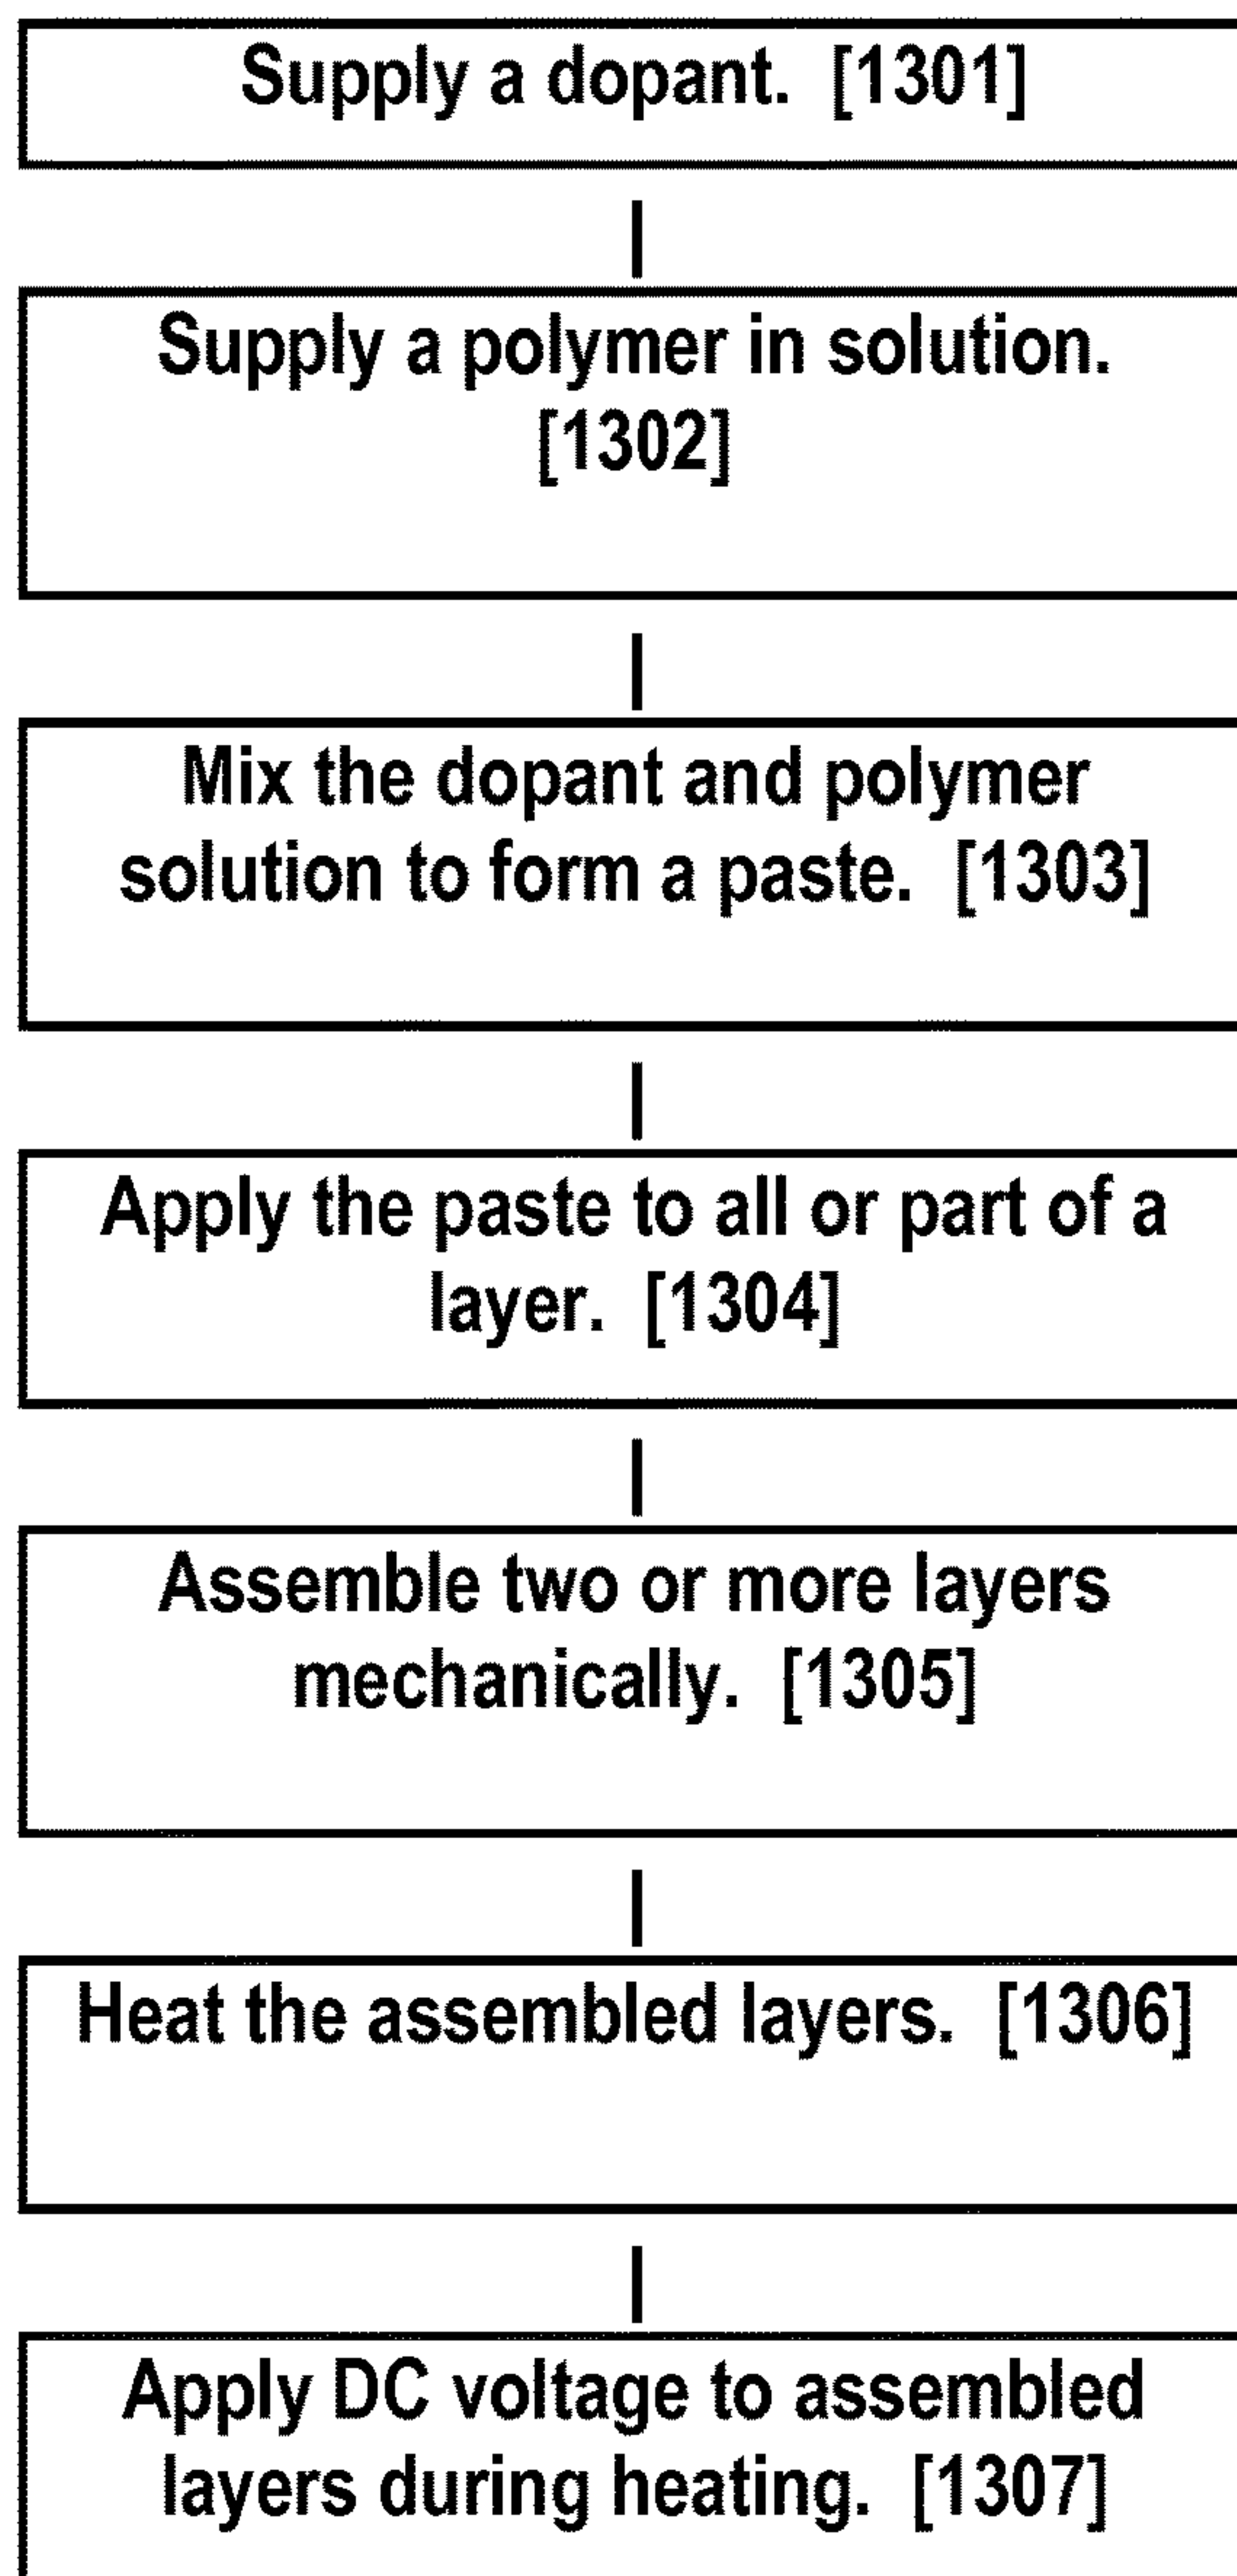 Supply a dopant. [1301]
Supply a polymer in solution.
[1302]
Mix the dopant and polymer
solution to form a paste. [1303]
Apply the paste to all or part of a
layer. [1304]
Assemble two or more layers
mechanically. [1305]
Heat the assembled layers. [1306]
Apply DC voltage to assembled
layers during heating. [1307]